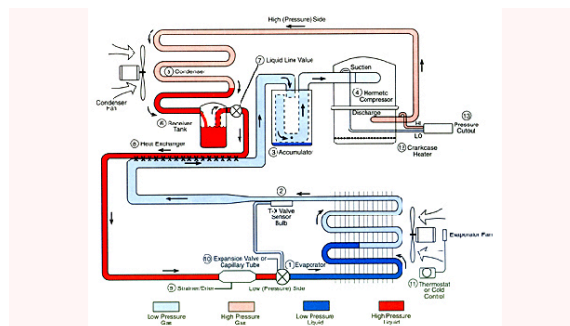 High (Pressure) Side
⑦ Liquid Line Valve
Suction
⑤ Condenser
④ Hermetic
Compressor
Condenser
Fan
Discharge
HI
LO
⑬
Pressure
Cutout
⑥ Receiver
Tank
⑧ Heat Exchanger
③ Accumulator
⑫ Crankcase
Heater
②
T-X Valve
Sensor
Bulb
Evaporator Fan
⑩ Expansion Valve or
Capillary Tube
① Evaporator
⑪ Thermostat
or Cold
Control
⑨ Strainer/Drier
Low (Pressure) Side
Low Pressure
Gas
High Pressure
Gas
Low Pressure
Liquid
High Pressure
Liquid